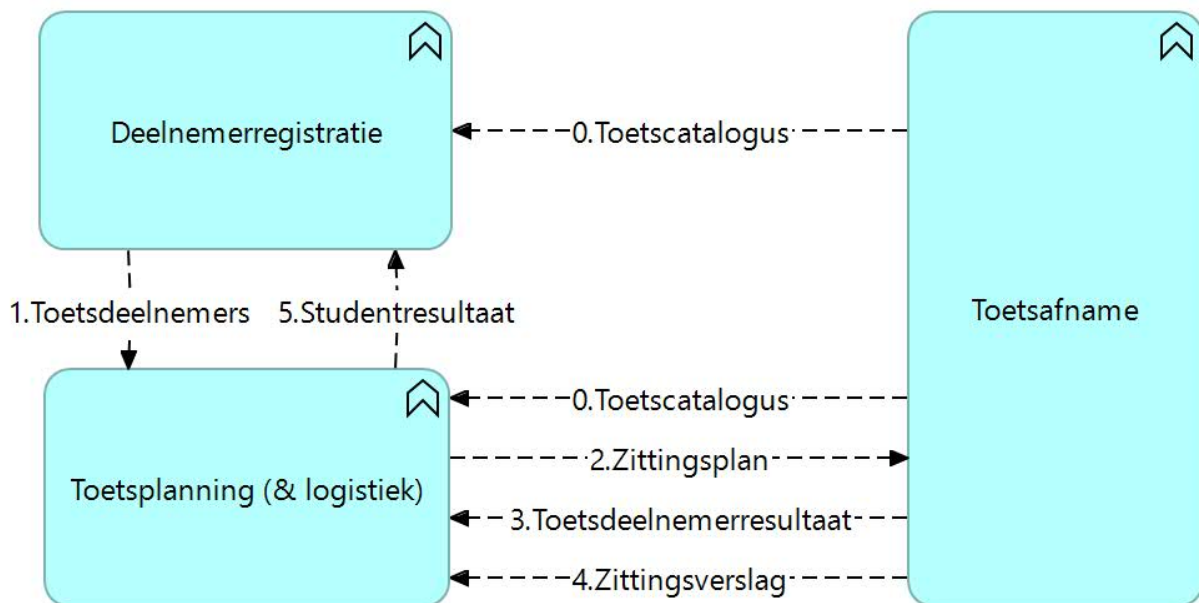 Deelnemerregistratie
0.Toetscatalogus
1.Toetsdeelnemers
5.Studentresultaat
Toetsafname
0.Toetscatalogus
2.Zittingsplan
Toetsplanning (& logistiek)
3.Toetsdeelnemerresultaat
4.Zittingsverslag